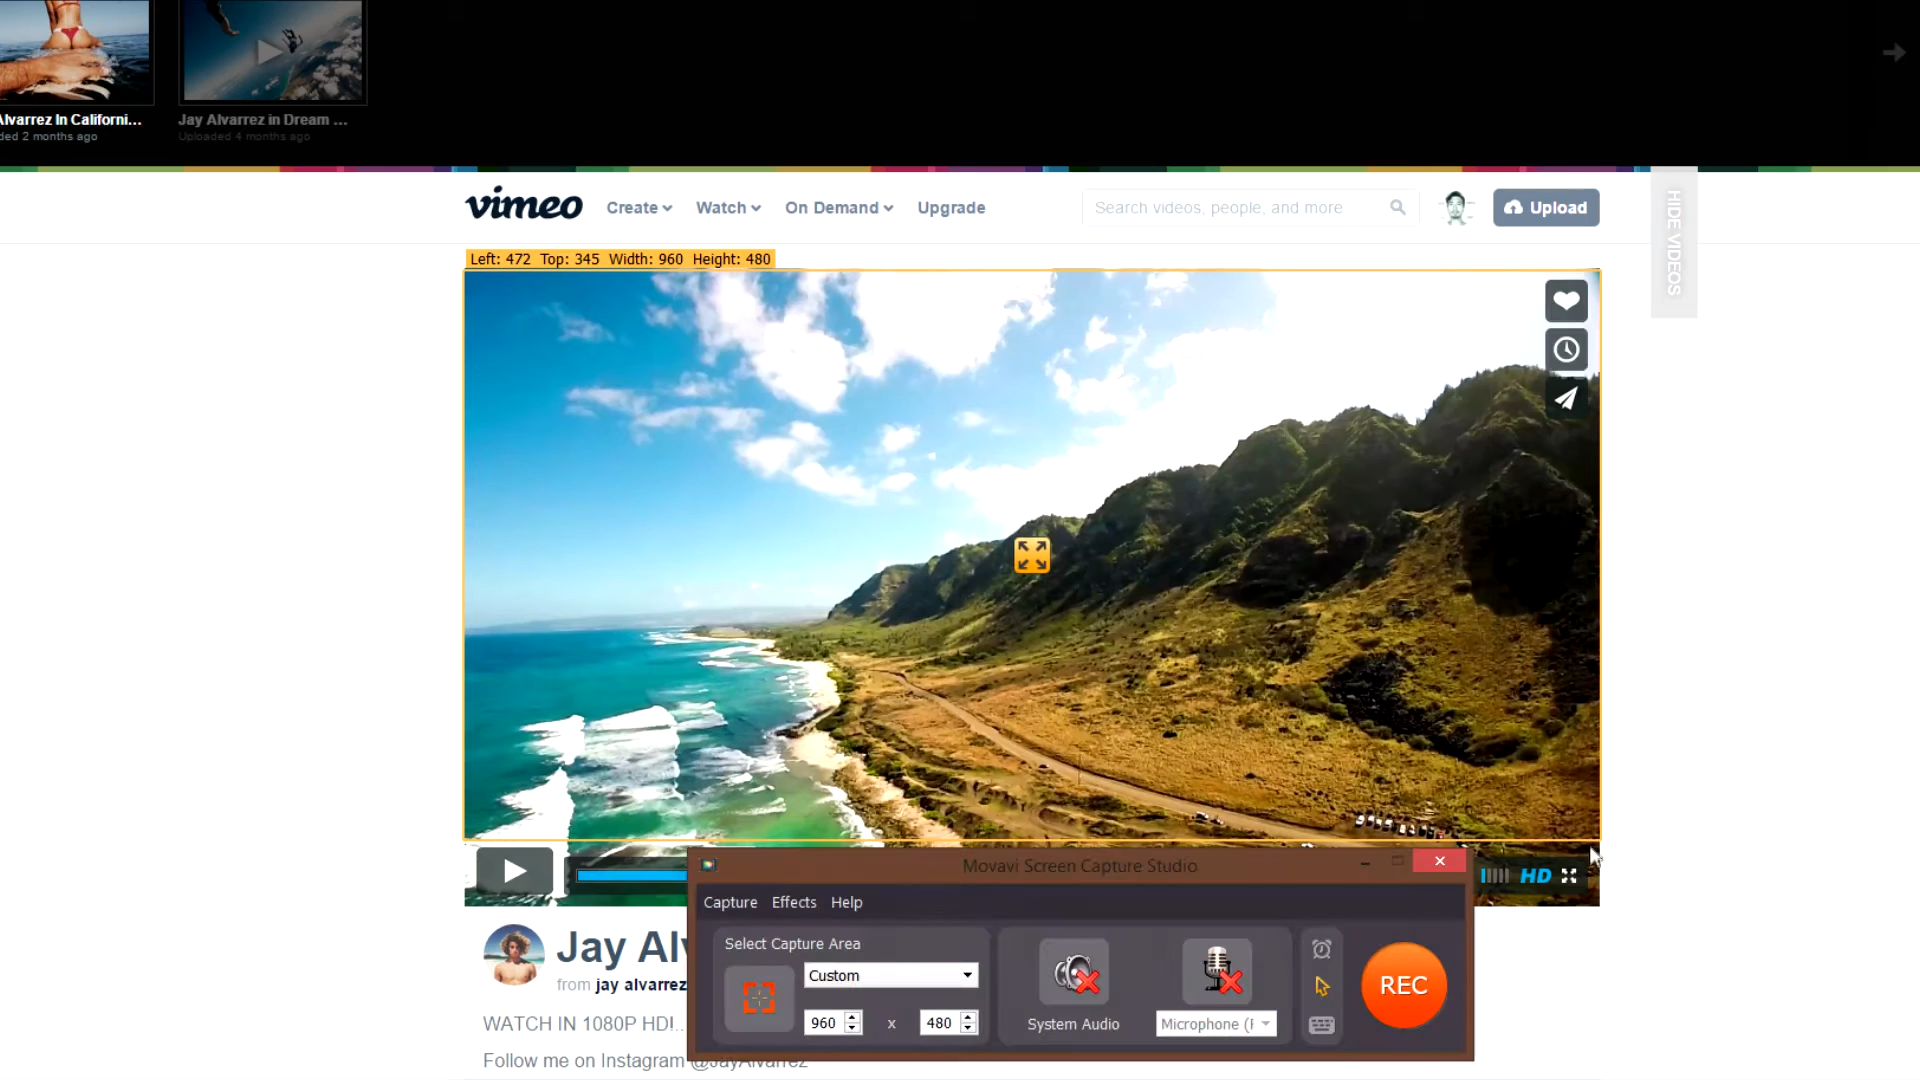 Alvarrez In Californi...
ded 2 months ago
Jay Alvarrez in Dream ...
Uploaded 4 months ago
vimeo
Create
Watch
On Demand
Upgrade
Search videos, people, and more
Upload
HIDE VIDEOS
Left: 472 Top: 345 Width: 960 Height: 480
HD
Movavi Screen Capture Studio
Capture Effects Help
Select Capture Area
Custom
960 x 480
System Audio
Microphone (F
REC
Jay Alv
from jay alvarrez
WATCH IN 1080P HD!..
Follow me on Instagram @JayAlvarrez